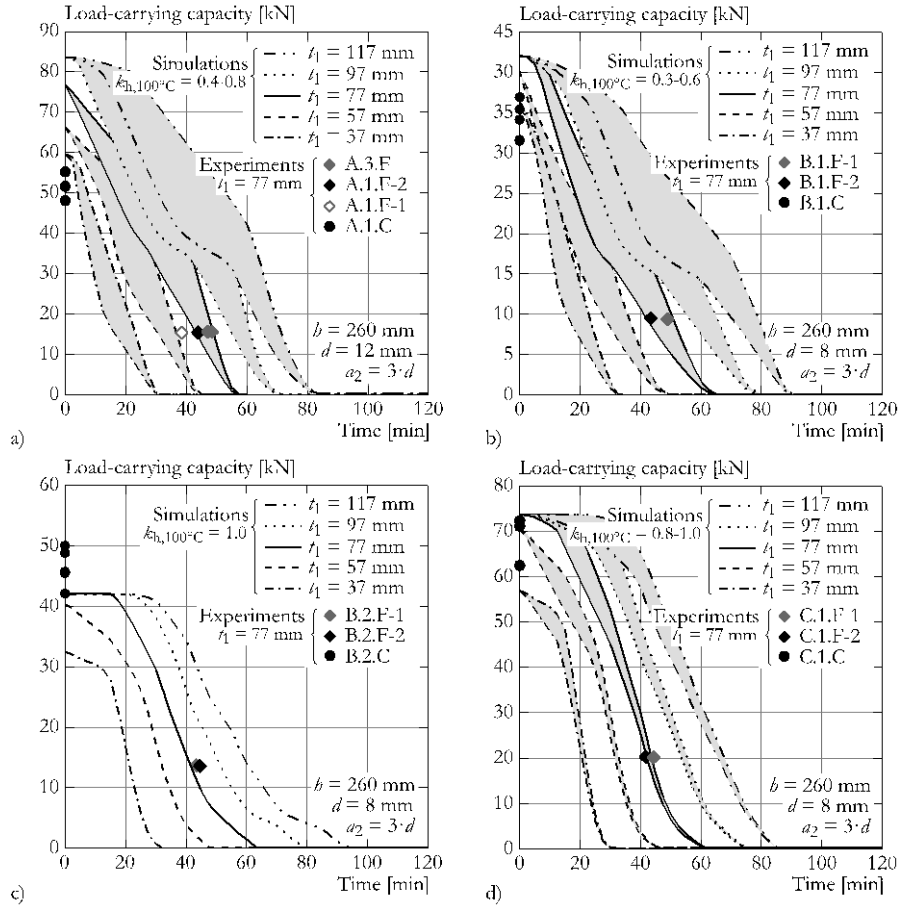 Load-carrying capacity [kN]
90
80
70
60
50
40
30
20
10
0
0 20 40 60 80 100 120
Time [min]
Simulations
kh,100°C = 0.4-0.8
t1 = 117 mm
t1 = 97 mm
t1 = 77 mm
t1 = 57 mm
t1 = 37 mm
Experiments
t1 = 77 mm
A.3.F
A.1.F-2
A.1.F-1
A.1.C
b = 260 mm
d = 12 mm
a2 = 3·d
a)
Load-carrying capacity [kN]
45
40
35
30
25
20
15
10
5
0
0 20 40 60 80 100 120
Time [min]
Simulations
kh,100°C = 0.3-0.6
t1 = 117 mm
t1 = 97 mm
t1 = 77 mm
t1 = 57 mm
t1 = 37 mm
Experiments
t1 = 77 mm
B.1.F-1
B.1.F-2
B.1.C
b = 260 mm
d = 8 mm
a2 = 3·d
b)
Load-carrying capacity [kN]
60
50
40
30
20
10
0
0 20 40 60 80 100 120
Time [min]
Simulations
kh,100°C = 1.0
t1 = 117 mm
t1 = 97 mm
t1 = 77 mm
t1 = 57 mm
t1 = 37 mm
Experiments
t1 = 77 mm
B.2.F-1
B.2.F-2
B.2.C
b = 260 mm
d = 8 mm
a2 = 3·d
c)
Load-carrying capacity [kN]
80
70
60
50
40
30
20
10
0
0 20 40 60 80 100 120
Time [min]
Simulations
kh,100°C = 0.8-1.0
t1 = 117 mm
t1 = 97 mm
t1 = 77 mm
t1 = 57 mm
t1 = 37 mm
Experiments
t1 = 77 mm
C.1.F-1
C.1.F-2
C.1.C
b = 260 mm
d = 8 mm
a2 = 3·d
d)